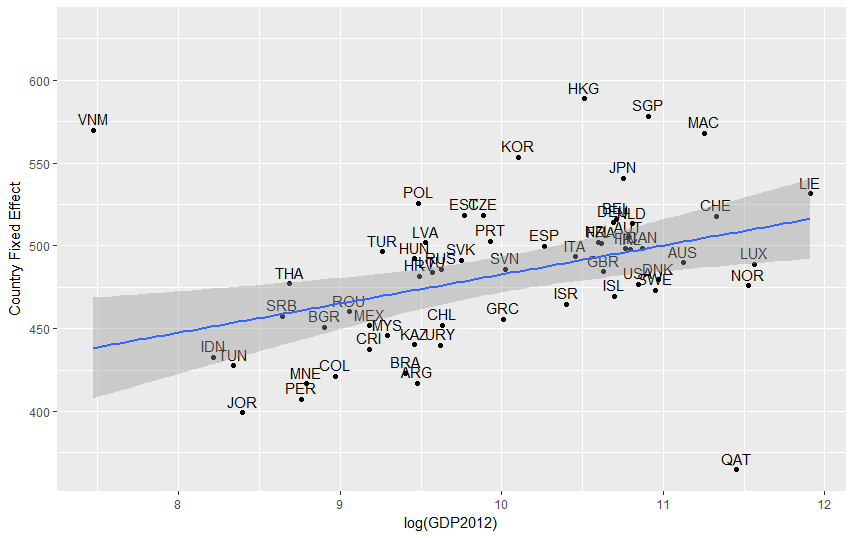 HKG
600
SGP
VNM
MAC
KOR
550
JPN
LIE
POL
EST
CZE
BEL
DEU
NLD
CHE
LVA
PRT
ESP
AUT
TUR
500
HUN
SVK
ITA
CAN
AUS
LUX
RUS
SVN
HRV
GBR
DNK
THA
USA
SWE
NOR
ISL
ISR
SRB
ROU
BGR
MEX
CHL
GRC
MYS
450
CRI
KAZ
URY
IDN
TUN
BRA
COL
MNE
ARG
PER
JOR
400
QAT
8
9
10
11
12
log(GDP2012)
Country Fixed Effect